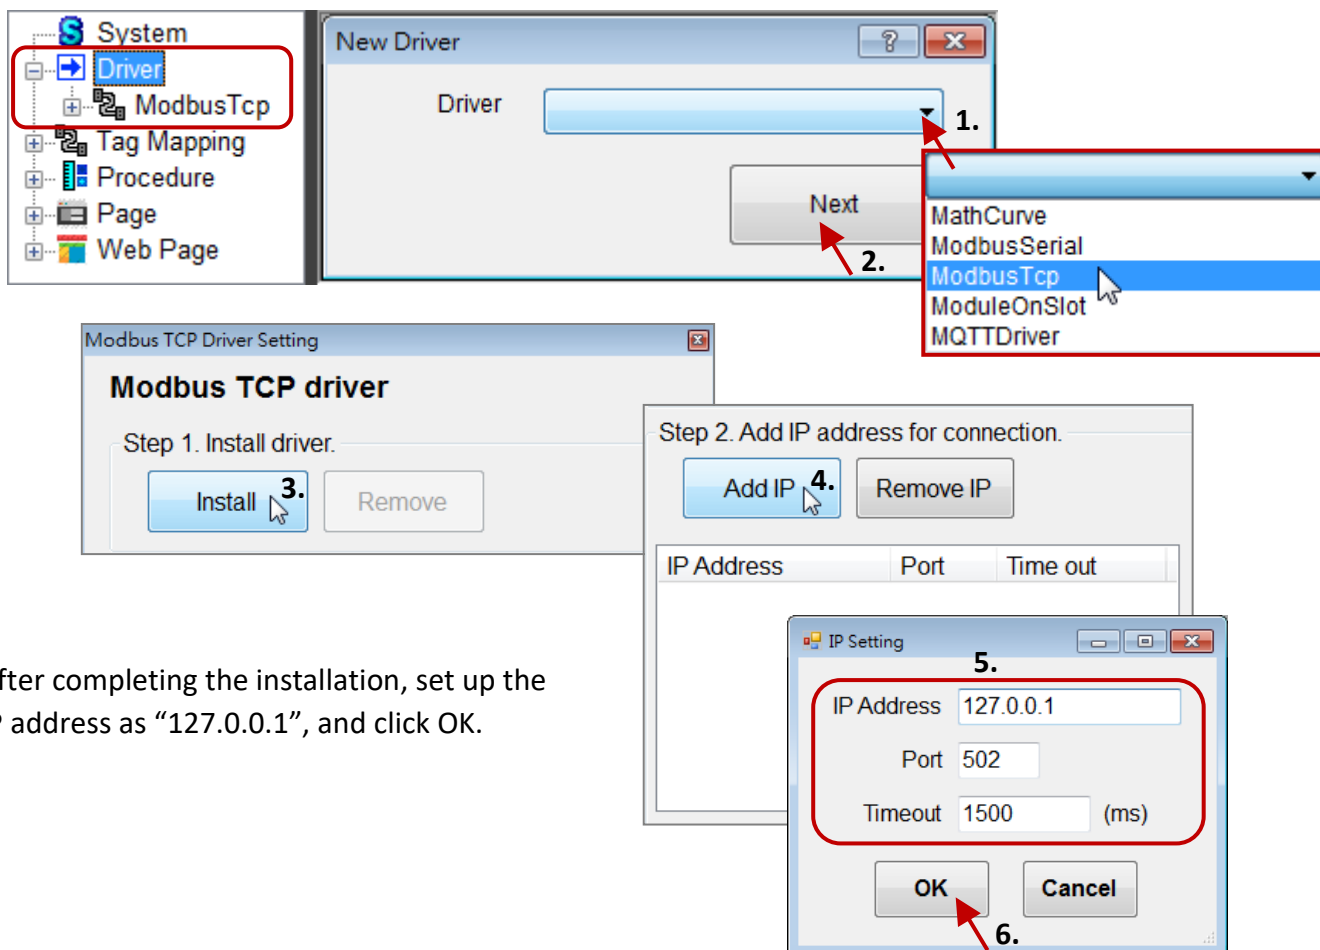 System
Driver
ModbusTcp
Tag Mapping
Procedure
Page
Web Page
New Driver
Driver
1.
Next
2.
MathCurve
ModbusSerial
ModbusTcp
ModuleOnSlot
MQTTDriver
Modbus TCP Driver Setting
Modbus TCP driver
Step 1. Install driver.
Install 3. Remove
Step 2. Add IP address for connection.
Add IP 4. Remove IP
IP Address Port Time out
fter completing the installation, set up the
P address as “127.0.0.1”, and click OK.
IP Setting
5.
IP Address 127.0.0.1
Port 502
Timeout 1500 (ms)
OK Cancel
6.